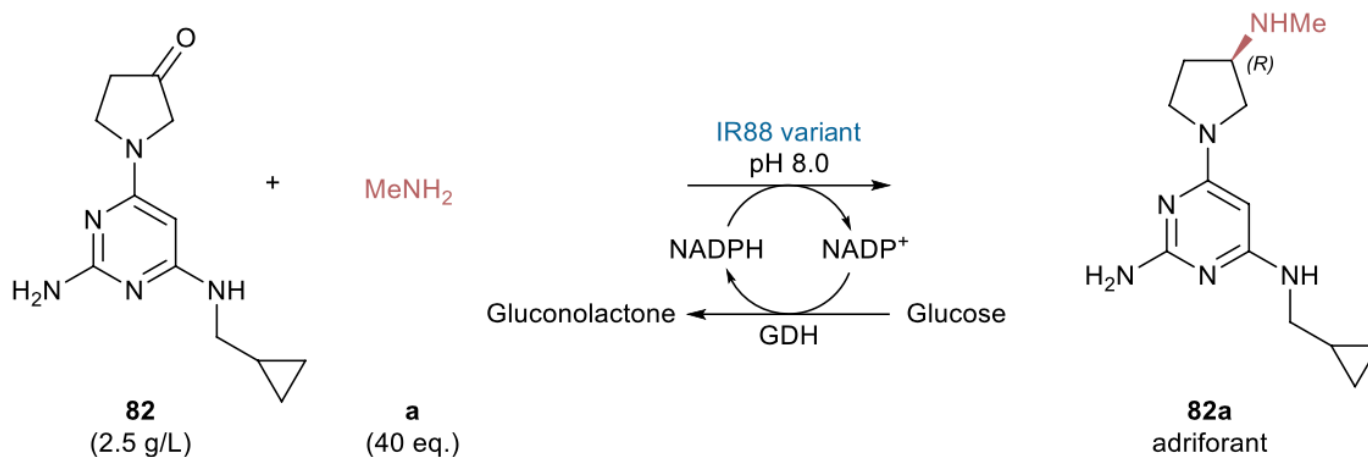 O
N
N
N
H₂N
NH
82
(2.5 g/L)
+
MeNH₂
a
(40 eq.)
IR88 variant
pH 8.0
NADPH
NADP⁺
Gluconolactone
GDH
Glucose
NHMe
(R)
N
N
N
H₂N
NH
82a
adriforant